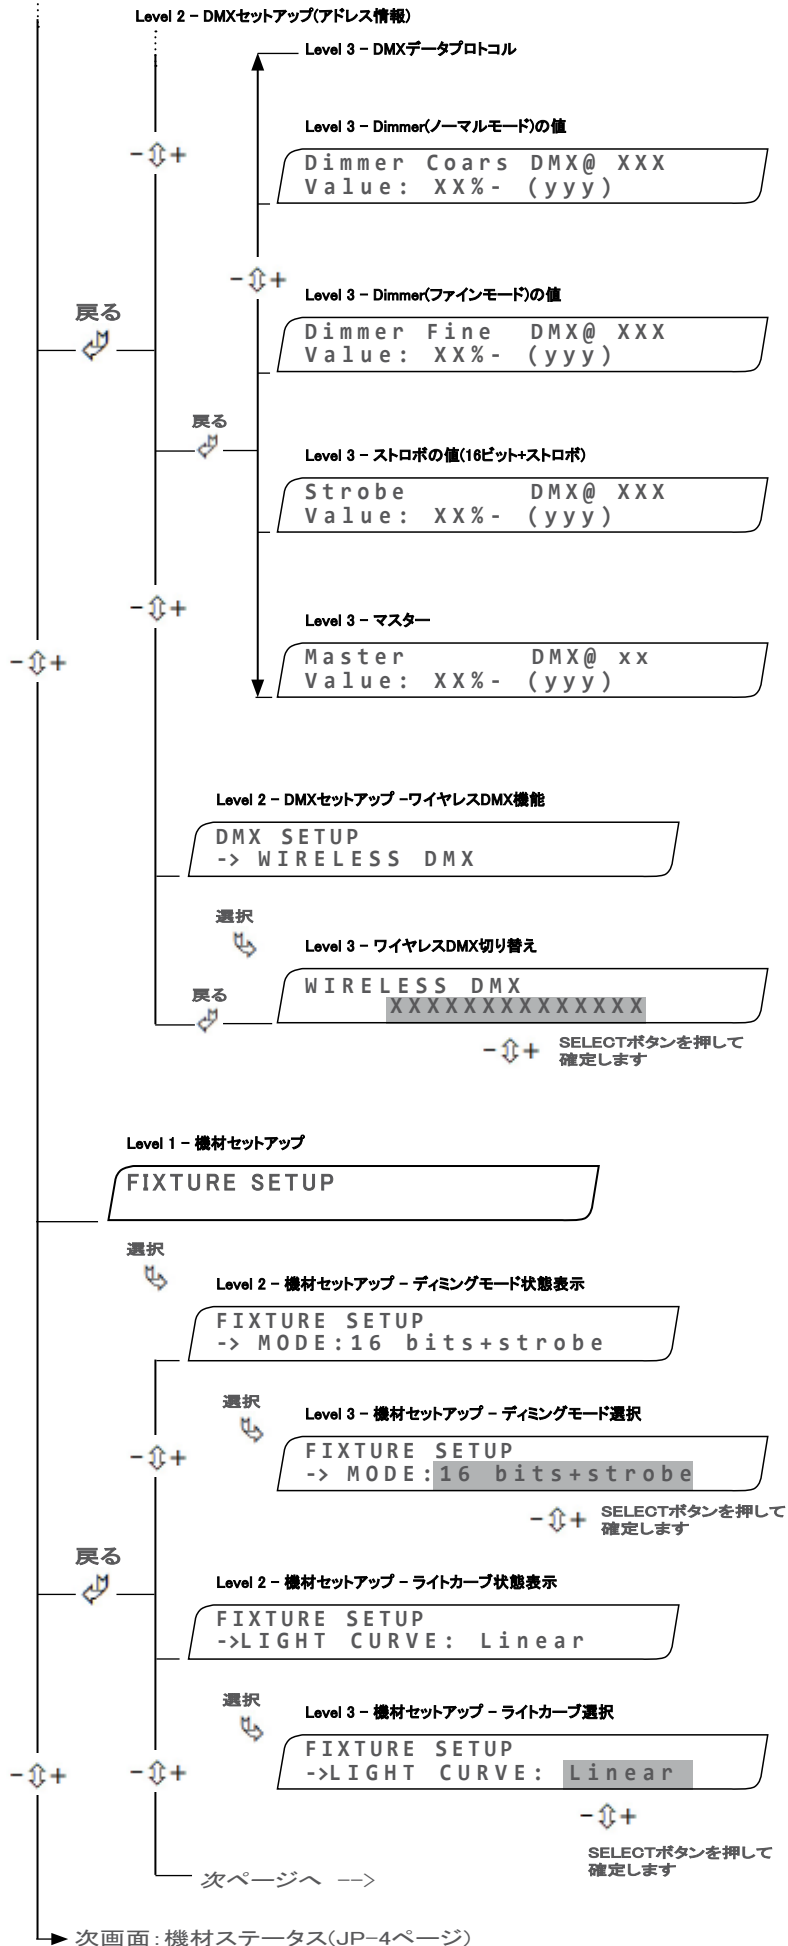 Level 2 - DMXセットアップ(アドレス情報)
Level 3 - DMXデータプロトコル
Level 3 - Dimmer(ノーマルモード)の値
- +
Dimmer Coars DMX@ XXX
Value: XX%- (yyy)
- +
Level 3 - Dimmer(ファインモード)の値
戻る
Dimmer Fine DMX@ XXX
Value: XX%- (yyy)
戻る
Level 3 - ストロボの値(16ビット+ストロボ)
Strobe DMX@ XXX
Value: XX%- (yyy)
- +
Level 3 - マスター
- +
Master DMX@ xx
Value: XX%- (yyy)
Level 2 - DMXセットアップ -ワイヤレスDMX機能
DMX SETUP
-> WIRELESS DMX
選択
Level 3 - ワイヤレスDMX切り替え
戻る
WIRELESS DMX
XXXXXXXXXXXXXX
- + SELECTボタンを押して
確定します
Level 1 - 機材セットアップ
FIXTURE SETUP
選択
Level 2 - 機材セットアップ - ディミングモード状態表示
FIXTURE SETUP
-> MODE:16 bits+strobe
選択
Level 3 - 機材セットアップ - ディミングモード選択
- +
FIXTURE SETUP
-> MODE:16 bits+strobe
- + SELECTボタンを押して
確定します
戻る
Level 2 - 機材セットアップ - ライトカーブ状態表示
FIXTURE SETUP
->LIGHT CURVE: Linear
選択
Level 3 - 機材セットアップ - ライトカーブ選択
- +
- +
FIXTURE SETUP
->LIGHT CURVE: Linear
- +
SELECTボタンを押して
確定します
次ページへ -->
次画面:機材ステータス(JP-4ページ)